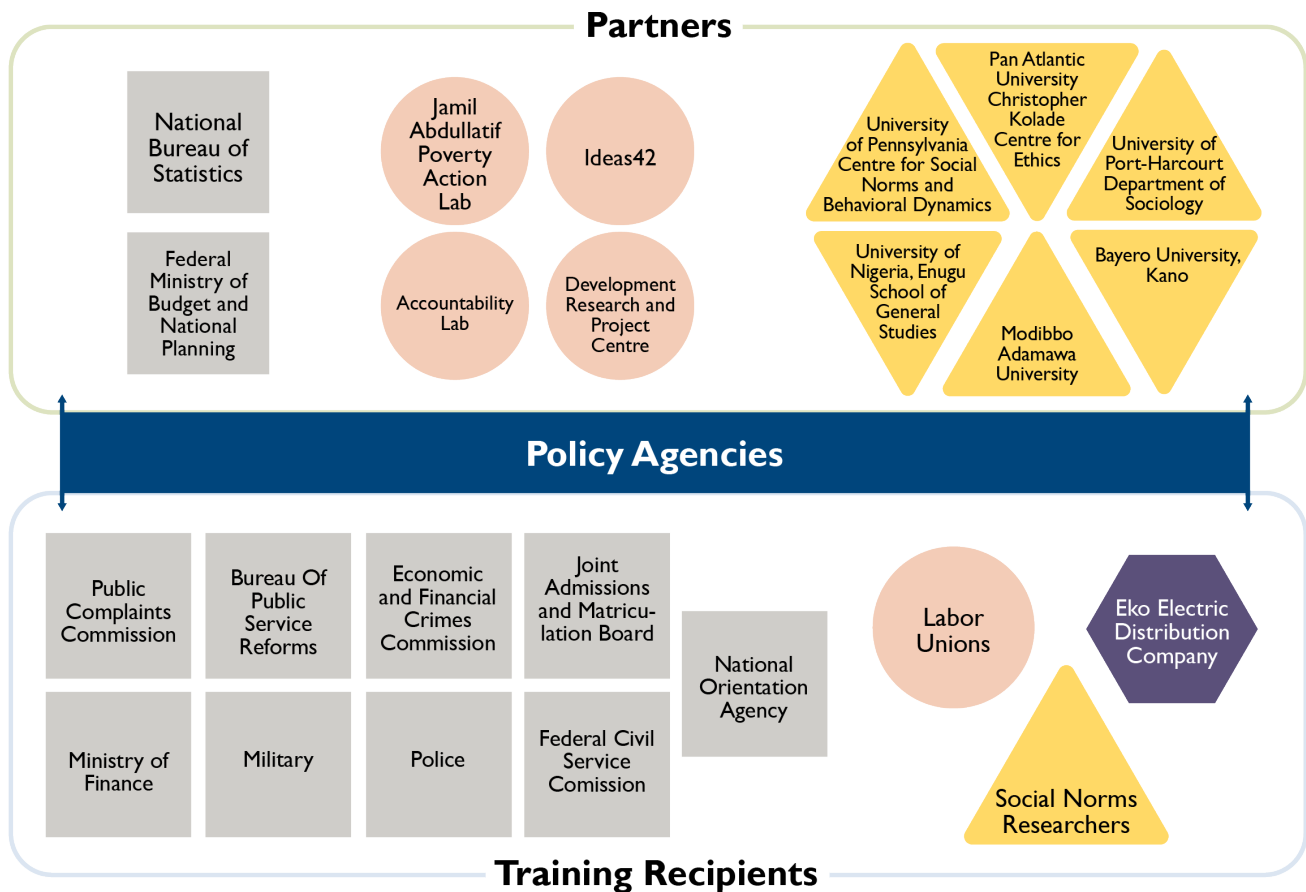 Partners
National
Bureau of
Statistics
Federal
Ministry of
Budget and
National
Planning
Jamil
Abdullatif
Poverty
Action
Lab
Ideas42
Accountability
Lab
Development
Research and
Project
Centre
University
of Pennsylvania
Centre for Social
Norms and
Behavioral Dynamics
Pan Atlantic
University
Christopher
Kolade
Centre for
Ethics
University of
Port-Harcourt
Department of
Sociology
University of
Nigeria, Enugu
School of
General
Studies
Modibbo
Adamawa
University
Bayero University,
Kano
Policy Agencies
Public
Complaints
Commission
Bureau Of
Public
Service
Reforms
Economic
and Financial
Crimes
Commission
Joint
Admissions
and Matricu-
lation Board
National
Orientation
Agency
Ministry of
Finance
Military
Police
Federal Civil
Service
Comission
Labor
Unions
Eko Electric
Distribution
Company
Social Norms
Researchers
Training Recipients